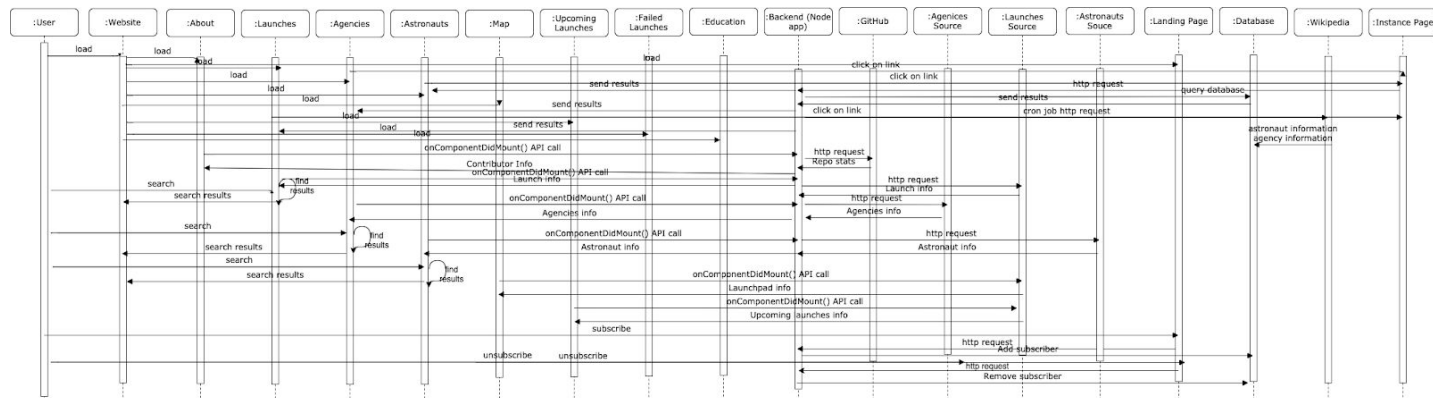 :User
:Website
:About
:Launches
:Agencies
:Astronauts
:Map
:Upcoming
Launches
:Failed
Launches
:Education
:Backend (Node
app)
:GitHub
:Agenices
Source
:Launches
Source
:Astronauts
Souce
:Landing Page
:Database
:Wikipedia
:Instance Page
load
load
load
load
click on link
load
click on link
load
send results
http request
query database
load
send results
send results
click on link
cron job http request
load
send results
load
astronaut information
agency information
onComponentDidMount() API call
http request
Contributor Info
Repo stats
onComponentDidMount() API call
Launch info
http request
Launch info
search
find
results
search results
onComponentDidMount() API call
http request
Agencies info
Agencies info
search
find
results
onComponentDidMount() API call
http request
search results
Astronaut info
Astronaut info
search
find
results
search results
onComponentDidMount() API call
Launchpad info
onComponentDidMount() API call
Upcoming launches info
subscribe
http request
Add subscriber
unsubscribe
unsubscribe
http request
Remove subscriber